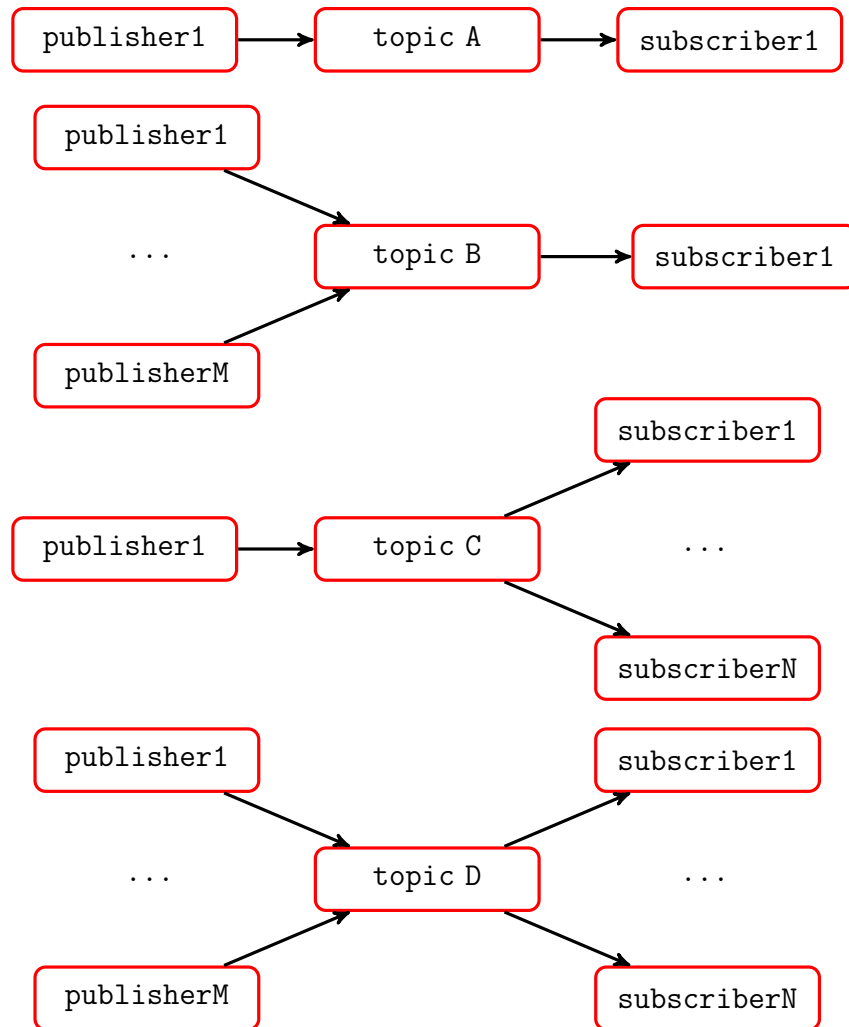 publisher1 topic A subscriber1
publisher1
... topic B subscriber1
publisherM
subscriber1
publisher1 topic C ...
subscriberN
publisher1 subscriber1
... topic D ...
publisherM subscriberN